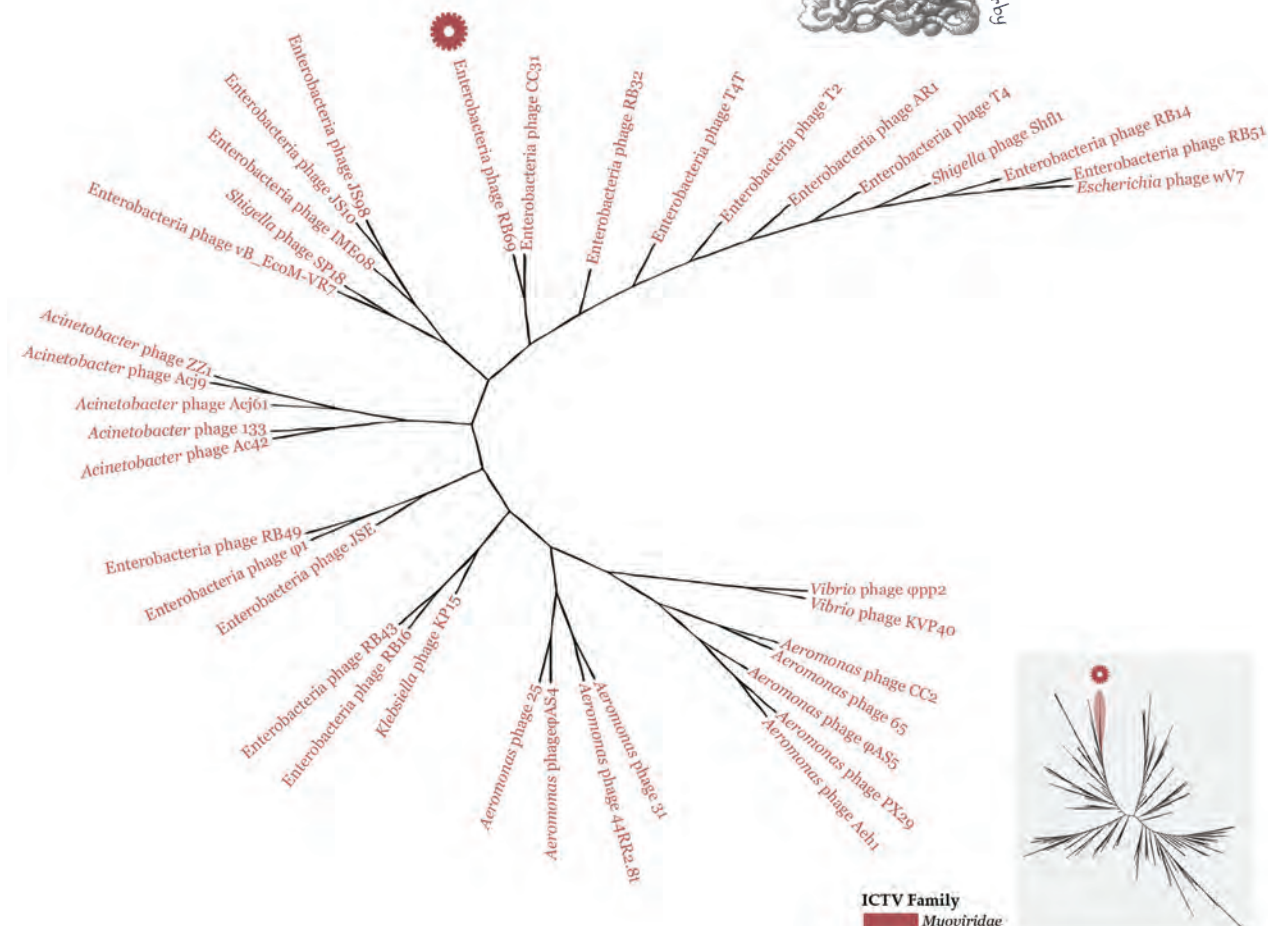 rby
Enterobacteria phage JS98
Enterobacteria phage JS10
Enterobacteria phage IME08
Shigella phage SP18
Enterobacteria phage vB_EcoM-VR7
Enterobacteria phage RB69
Enterobacteria phage CC31
Enterobacteria phage RB32
Enterobacteria phage T4T
Enterobacteria phage T2
Enterobacteria phage AR1
Enterobacteria phage T4
Shigella phage Shfl1
Enterobacteria phage RB14
Enterobacteria phage RB51
Escherichia phage wV7
Acinetobacter phage ZZ1
Acinetobacter phage Acj9
Acinetobacter phage Acj61
Acinetobacter phage 133
Acinetobacter phage Ac42
Enterobacteria phage RB49
Enterobacteria phage φ1
Enterobacteria phage JSE
Enterobacteria phage RB43
Enterobacteria phage RB16
Klebsiella phage KP15
Aeromonas phage 25
Aeromonas phageφAS4
Aeromonas phage 44RR2.8t
Aeromonas phage 31
Vibrio phage φpp2
Vibrio phage KVP40
Aeromonas phage CC2
Aeromonas phage 65
Aeromonas phage φAS5
Aeromonas phage PX29
Aeromonas phage Aeh1
ICTV Family
Myoviridae